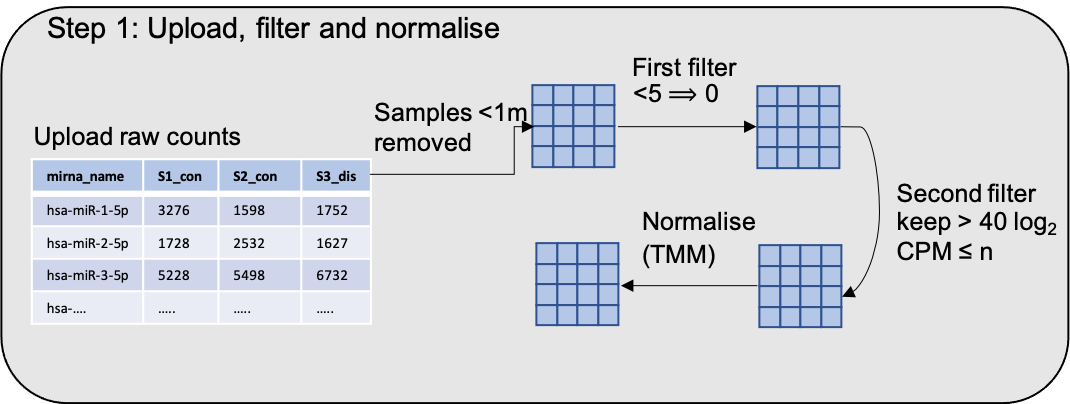 Step 1: Upload, filter and normalise
Upload raw counts
mirna_name S1_con S2_con S3_dis
hsa-miR-1-5p 3276 1598 1752
hsa-miR-2-5p 1728 2532 1627
hsa-miR-3-5p 5228 5498 6732
hsa-.... ..... ..... .....
Samples <1m
removed
First filter
<5 ⟹ 0
Second filter
keep > 40 log₂
CPM ≤ n
Normalise
(TMM)